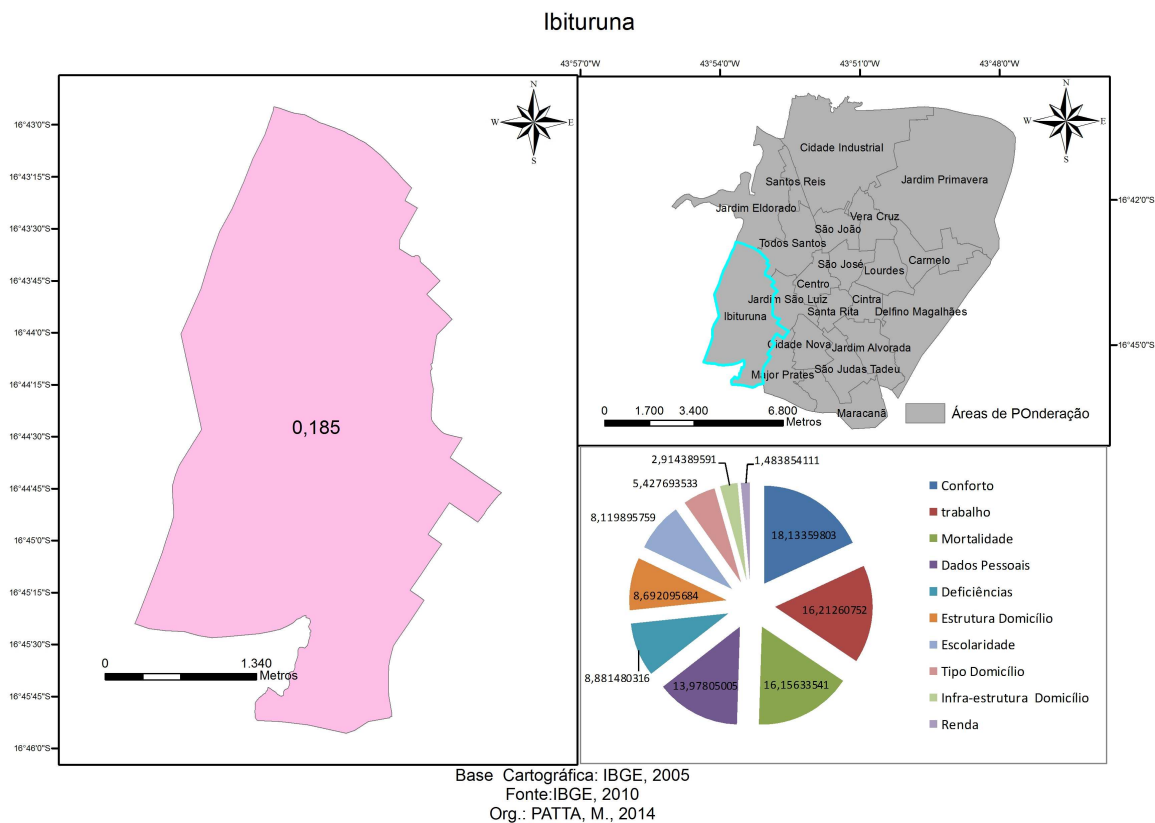 Ibituruna
43°57'0"W
43°54'0"W
43°51'0"W
43°48'0"W
16°43'0"S
16°43'15"S
16°43'30"S
16°43'45"S
16°44'0"S
16°44'15"S
16°44'30"S
16°44'45"S
16°45'0"S
16°45'15"S
16°45'30"S
16°45'45"S
16°46'0"S
N
W E
S
0,185
0 1.340
Metros
N
W E
S
16°42'0"S
16°45'0"S
Cidade Industrial
Santos Reis
Jardim Primavera
Jardim Eldorado
Vera Cruz
São João
Todos Santos
São José
Lourdes
Carmelo
Centro
Jardim São Luiz
Cintra
Ibituruna
Santa Rita
Delfino Magalhães
Cidade Nova
Jardim Alvorada
Major Prates
São Judas Tadeu
Maracanã
0 1.700 3.400 6.800
Metros
Áreas de POnderação
2,914389591
1,483854111
5,427693533
8,119895759
18,13359803
8,692095684
16,21260752
8,881480316
13,97805005
16,15633541
Conforto
trabalho
Mortalidade
Dados Pessoais
Deficiências
Estrutura Domicílio
Escolaridade
Tipo Domicílio
Infra-estrutura Domicílio
Renda
Base Cartográfica: IBGE, 2005
Fonte:IBGE, 2010
Org.: PATTA, M., 2014